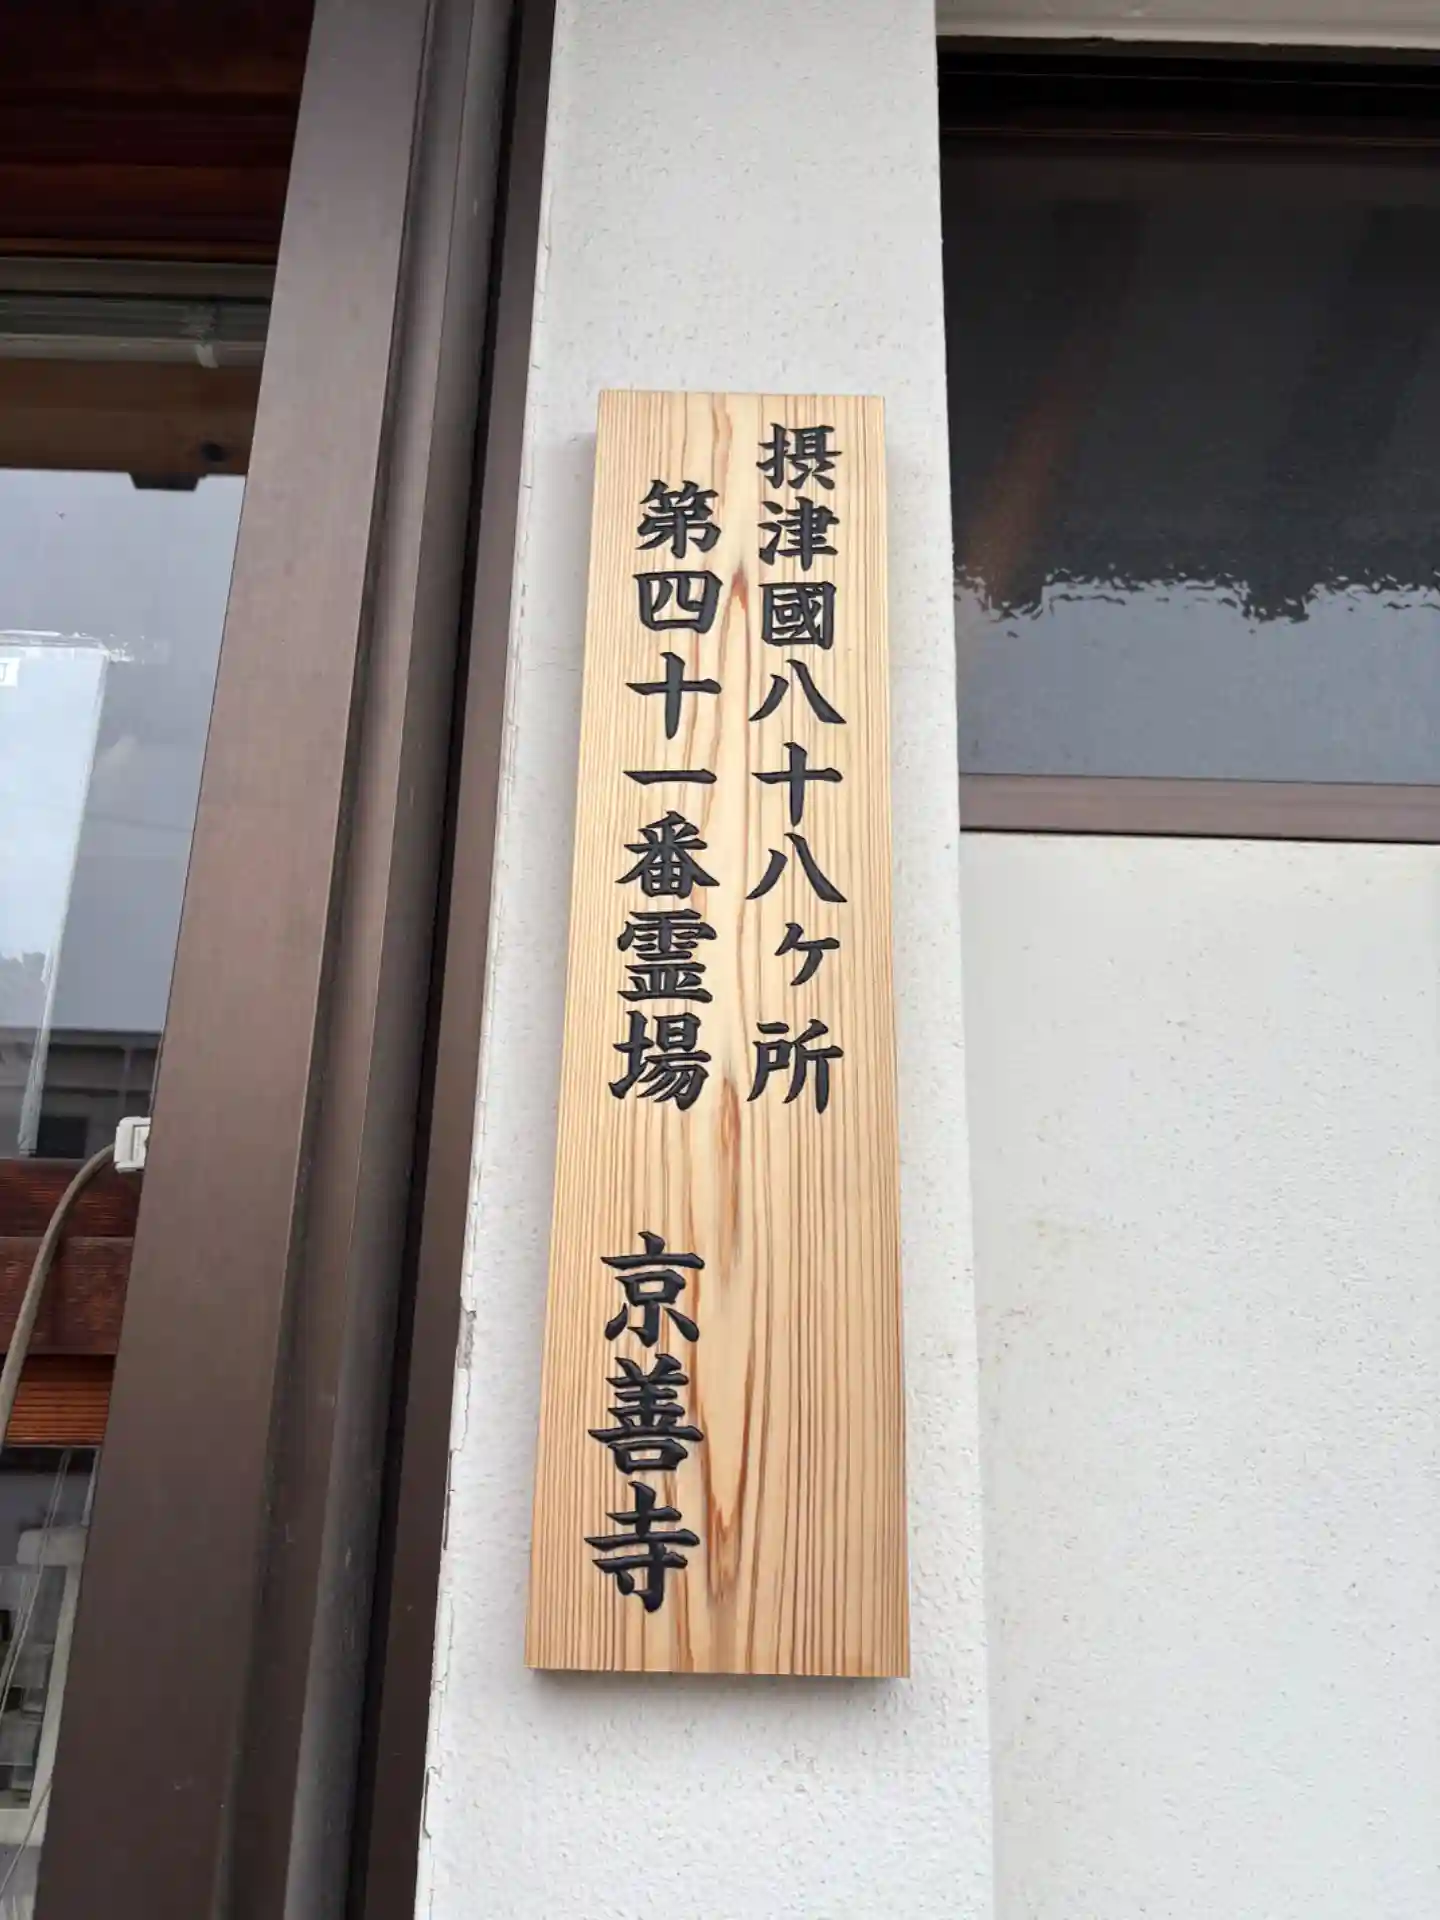 摂津國八十八ヶ所
第四十一番霊場 京善寺